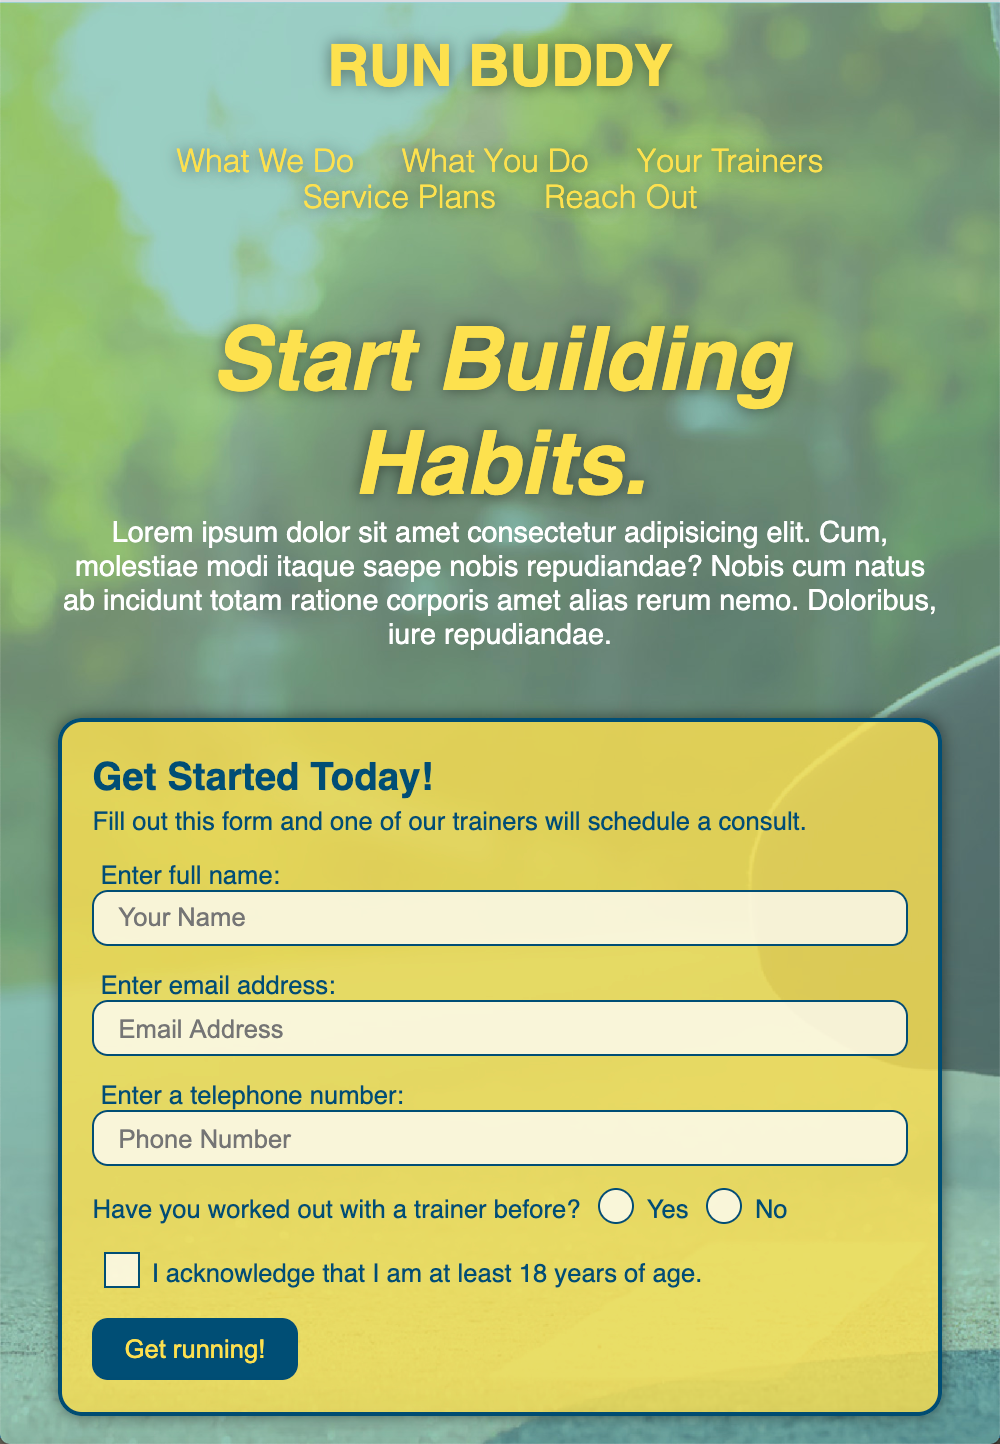 RUN BUDDY
What We Do What You Do Your Trainers
Service Plans Reach Out
Start Building
Habits.
Lorem ipsum dolor sit amet consectetur adipisicing elit. Cum,
molestiae modi itaque saepe nobis repudiandae? Nobis cum natus
ab incidunt totam ratione corporis amet alias rerum nemo. Doloribus,
iure repudiandae.
Get Started Today!
Fill out this form and one of our trainers will schedule a consult.
Enter full name:
Your Name
Enter email address:
Email Address
Enter a telephone number:
Phone Number
Have you worked out with a trainer before? Yes No
I acknowledge that I am at least 18 years of age.
Get running!